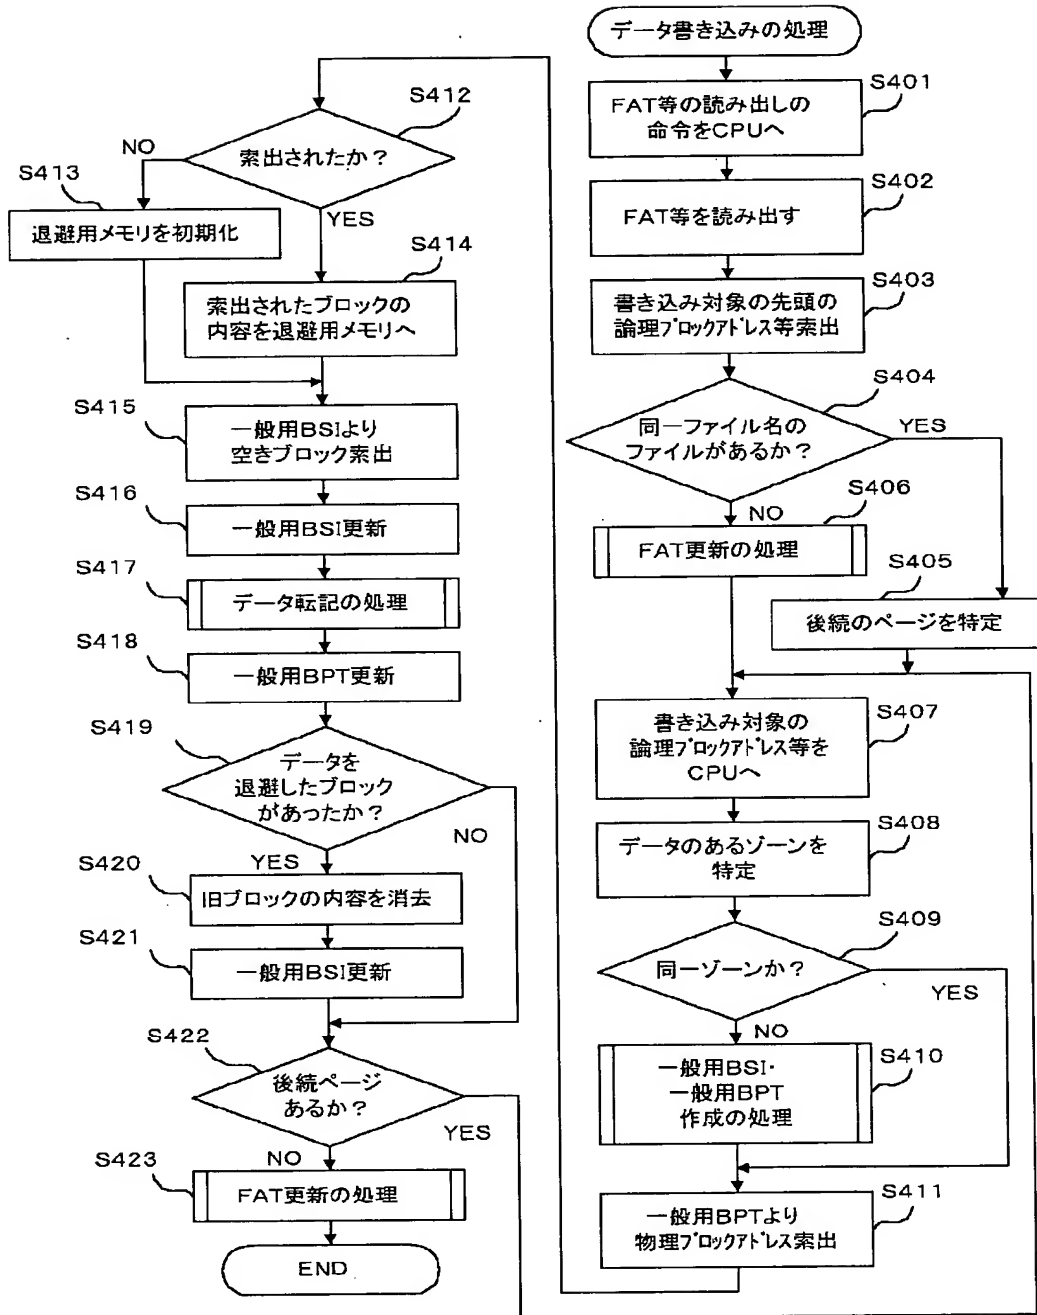 データ書き込みの処理
S401
FAT等の読み出しの
命令をCPUへ
S402
FAT等を読み出す
S403
書き込み対象の先頭の
論理ブロックアドレス等索出
S404
同一ファイル名の
ファイルがあるか?
YES
NO
S406
FAT更新の処理
S405
後続のページを特定
S407
書き込み対象の
論理ブロックアドレス等を
CPUへ
S408
データのあるゾーンを
特定
S409
同一ゾーンか?
YES
NO
S410
一般用BSI・
一般用BPT
作成の処理
S411
一般用BPTより
物理ブロックアドレス索出
S412
索出されたか?
NO
YES
S413
退避用メモリを初期化
S414
索出されたブロックの
内容を退避用メモリへ
S415
一般用BSIより
空きブロック索出
S416
一般用BSI更新
S417
データ転記の処理
S418
一般用BPT更新
S419
データを
退避したブロック
があったか?
NO
YES
S420
旧ブロックの内容を消去
S421
一般用BSI更新
S422
後続ページ
あるか?
YES
NO
S423
FAT更新の処理
END